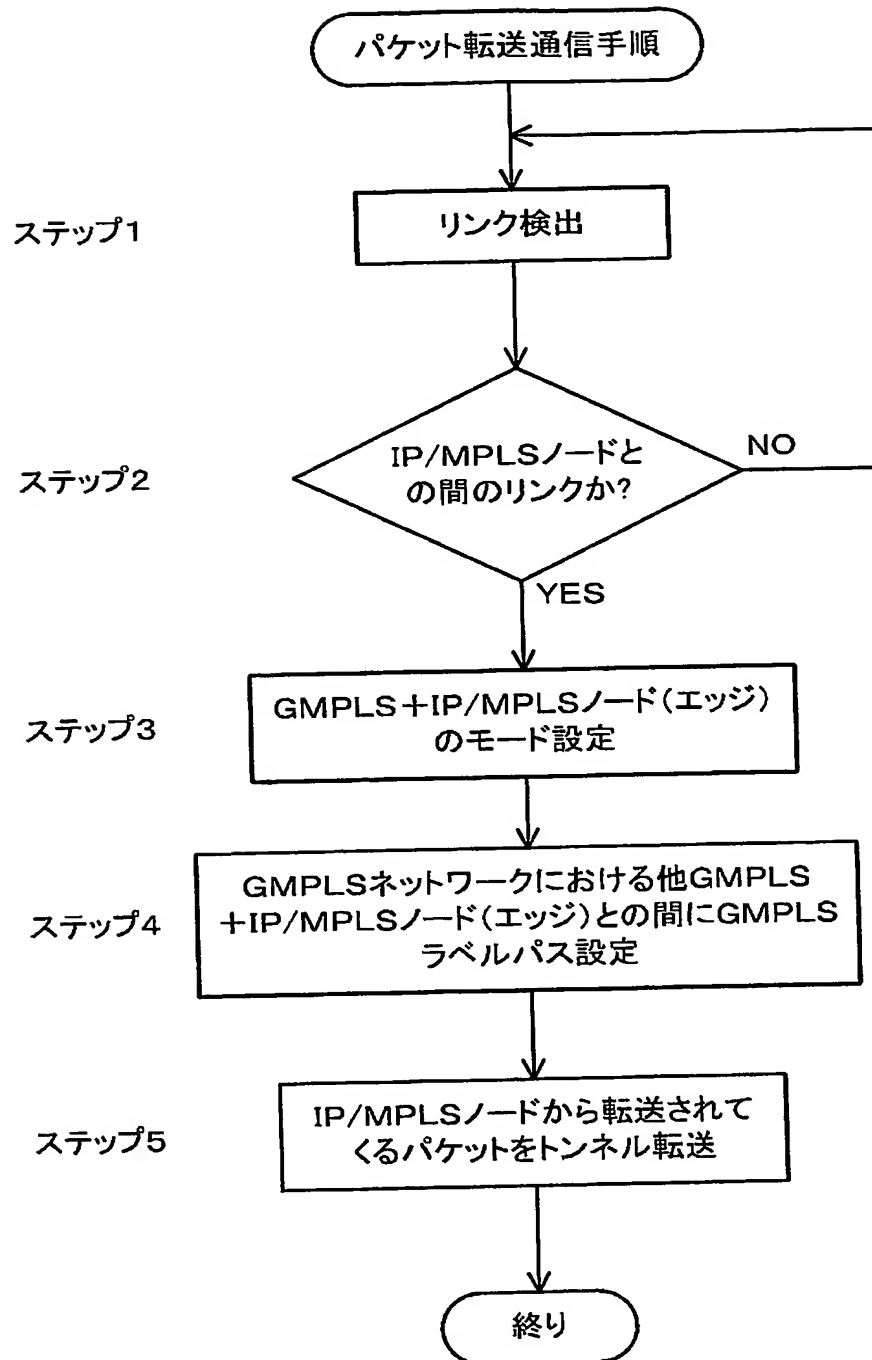 パケット転送通信手順
ステップ1
リンク検出
ステップ2
IP/MPLSノードと
の間のリンクか?
NO
YES
ステップ3
GMPLS+IP/MPLSノード(エッジ)
のモード設定
ステップ4
GMPLSネットワークにおける他GMPLS
+IP/MPLSノード(エッジ)との間にGMPLS
ラベルパス設定
ステップ5
IP/MPLSノードから転送されて
くるパケットをトンネル転送
終り